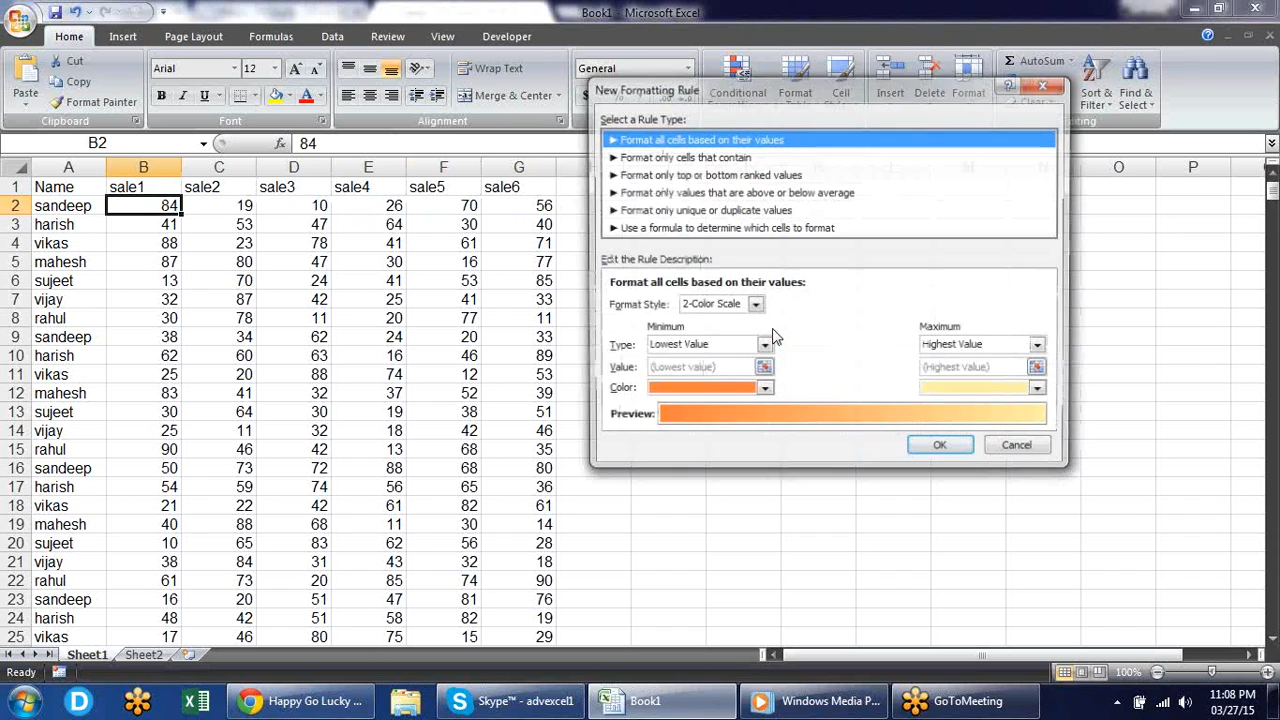 Book1 - Microsoft Excel
Home Insert Page Layout Formulas Data Review View Developer
Cut
Copy
Format Painter
Paste
Clipboard
Arial 12
B I U
Font
Wrap Text
Merge & Center
Alignment
General
Conditional Format Cell
Insert Delete Format
AutoSum
Sort & Find &
Filter Select
B2 fx 84
A B C D E F G O P
1 Name sale1 sale2 sale3 sale4 sale5 sale6
2 sandeep 84 19 10 26 70 56
3 harish 41 53 47 64 30 40
4 vikas 88 23 78 41 61 71
5 mahesh 87 80 47 30 16 77
6 sujeet 13 70 24 41 53 85
7 vijay 32 87 42 25 41 33
8 rahul 30 78 11 20 77 11
9 sandeep 38 34 62 24 30 32
10 harish 62 60 63 16 46 89
11 vikas 25 20 88 74 12 53
12 mahesh 83 41 32 37 52 39
13 sujeet 30 64 30 19 38 51
14 vijay 25 11 32 18 42 44
15 rahul 90 46 42 13 68 35
16 sandeep 50 73 72 88 68 80
17 harish 54 59 74 56 65 36
18 vikas 21 22 42 61 82 61
19 mahesh 40 88 68 11 30 14
20 sujeet 10 65 83 62 56 28
21 vijay 38 84 31 43 32 18
22 rahul 61 73 20 85 74 90
23 sandeep 16 20 51 47 81 76
24 harish 48 42 51 58 82 19
25 vikas 17 46 80 75 15 29
New Formatting Rule
Select a Rule Type:
► Format all cells based on their values
► Format only cells that contain
► Format only top or bottom ranked values
► Format only values that are above or below average
► Format only unique or duplicate values
► Use a formula to determine which cells to format
Edit the Rule Description:
Format all cells based on their values:
Format Style: 2-Color Scale
Minimum Maximum
Type: Lowest Value Highest Value
Value: (Lowest value) (Highest value)
Color:
Preview:
OK Cancel
Sheet1 Sheet2
Ready 100%
Happy Go Lucky ... Skype™ - advexcel1 ... Book1 Windows Media P... GoToMeeting
11:08 PM
03/27/15